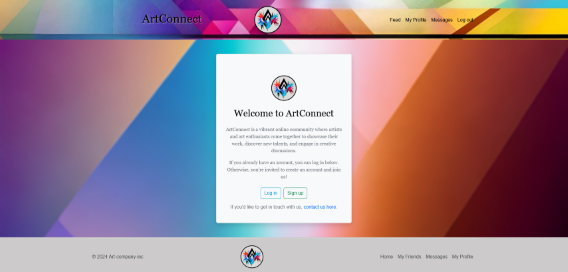 ArtConnect
Feed My Profile Messages Log out
Welcome to ArtConnect
ArtConnect is a vibrant online community where artists
and art enthusiasts come together to showcase their
work, discover new talents, and engage in creative
discussions.
If you already have an account, you can log in below.
Otherwise, you're invited to create an account and join
us!
Log in Sign up
If you'd like to get in touch with us, contact us here.
© 2024 Art company inc.
Home My Friends Messages My Profile